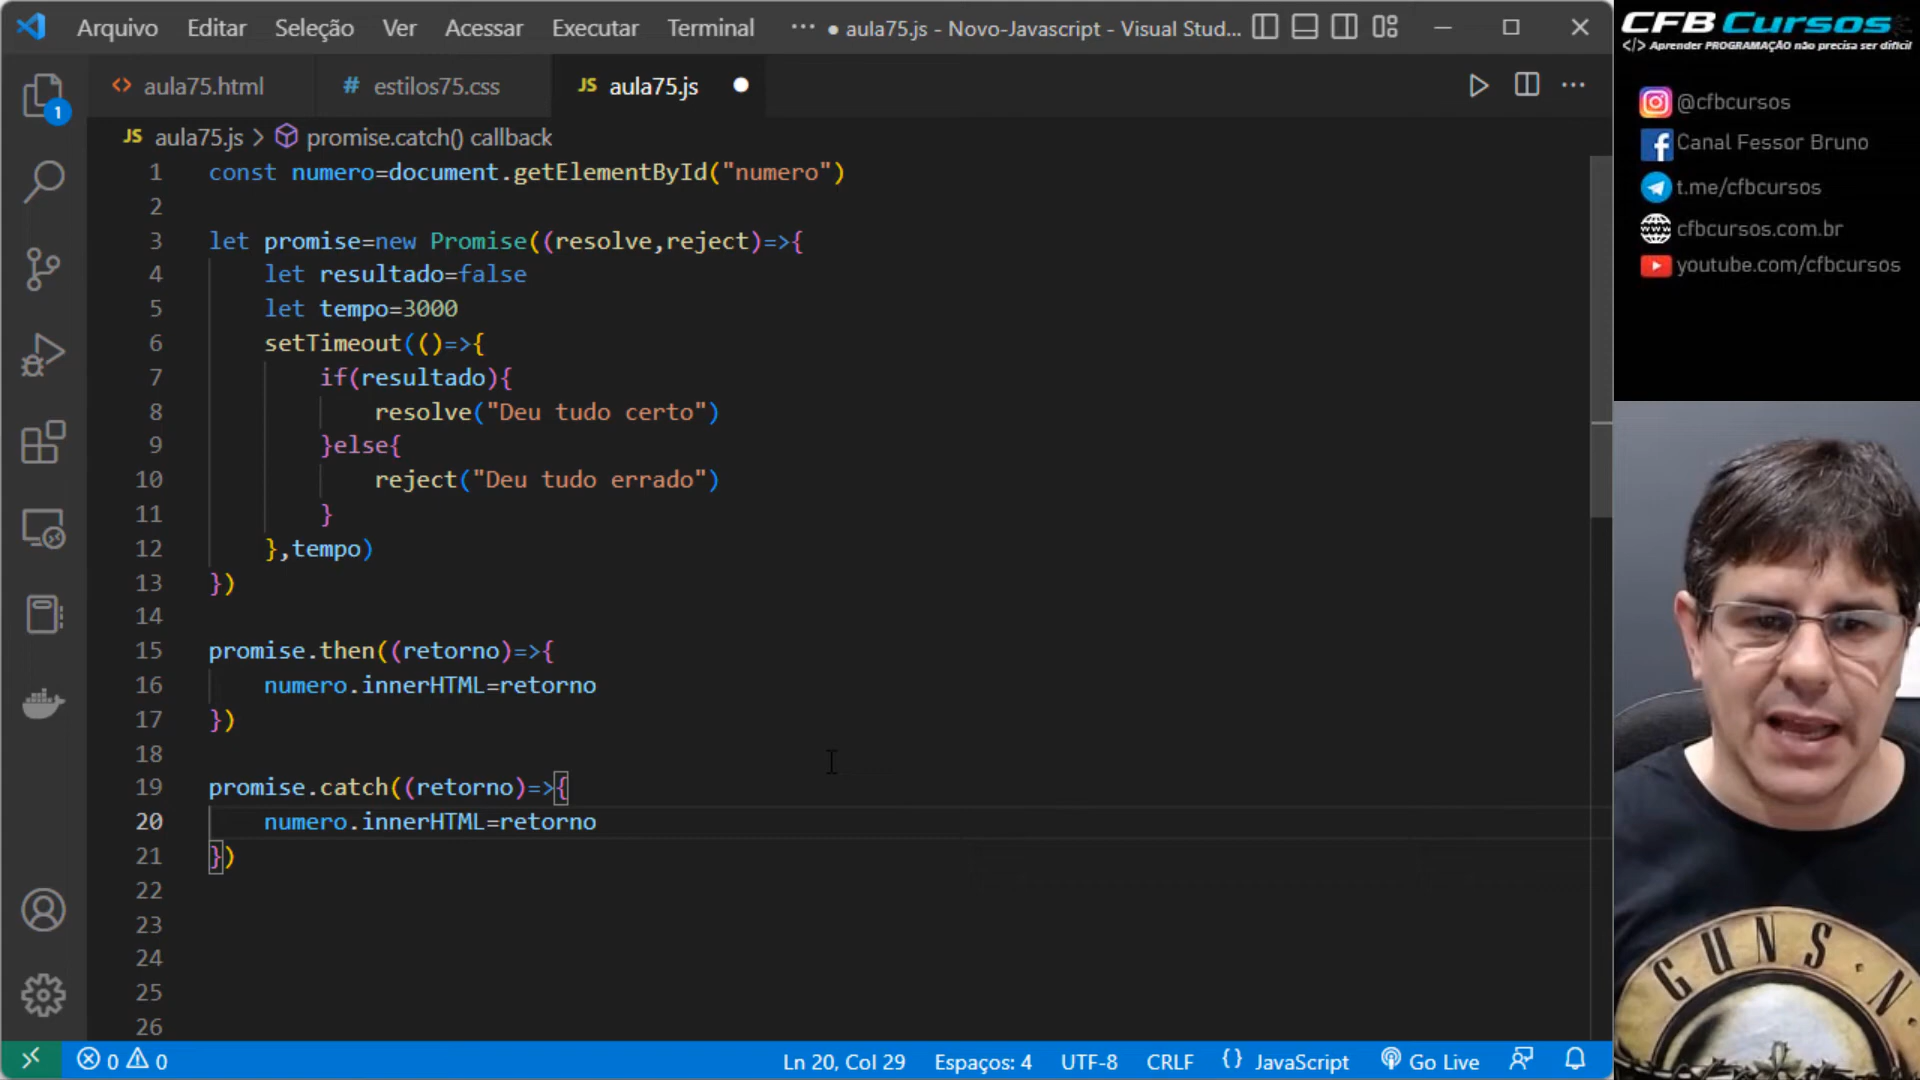 Arquivo Editar Seleção Ver Acessar Executar Terminal ··· ● aula75.js - Novo-Javascript - Visual Stud...
aula75.html estilos75.css JS aula75.js
JS aula75.js > promise.catch() callback
1 const numero=document.getElementById("numero")
2
3 let promise=new Promise((resolve,reject)=>{
4 let resultado=false
5 let tempo=3000
6 setTimeout(()=>{
7 if(resultado){
8 resolve("Deu tudo certo")
9 }else{
10 reject("Deu tudo errado")
11 }
12 },tempo)
13 })
14
15 promise.then((retorno)=>{
16 numero.innerHTML=retorno
17 })
18
19 promise.catch((retorno)=>{
20 numero.innerHTML=retorno
21 })
22
23
24
25
26
1
0 0 Ln 20, Col 29 Espaços: 4 UTF-8 CRLF {} JavaScript Go Live
CFB Cursos
</> Aprender PROGRAMAÇÃO não precisa ser difícil
@cfbcursos
Canal Fessor Bruno
t.me/cfbcursos
cfbcursos.com.br
youtube.com/cfbcursos
GUNS N